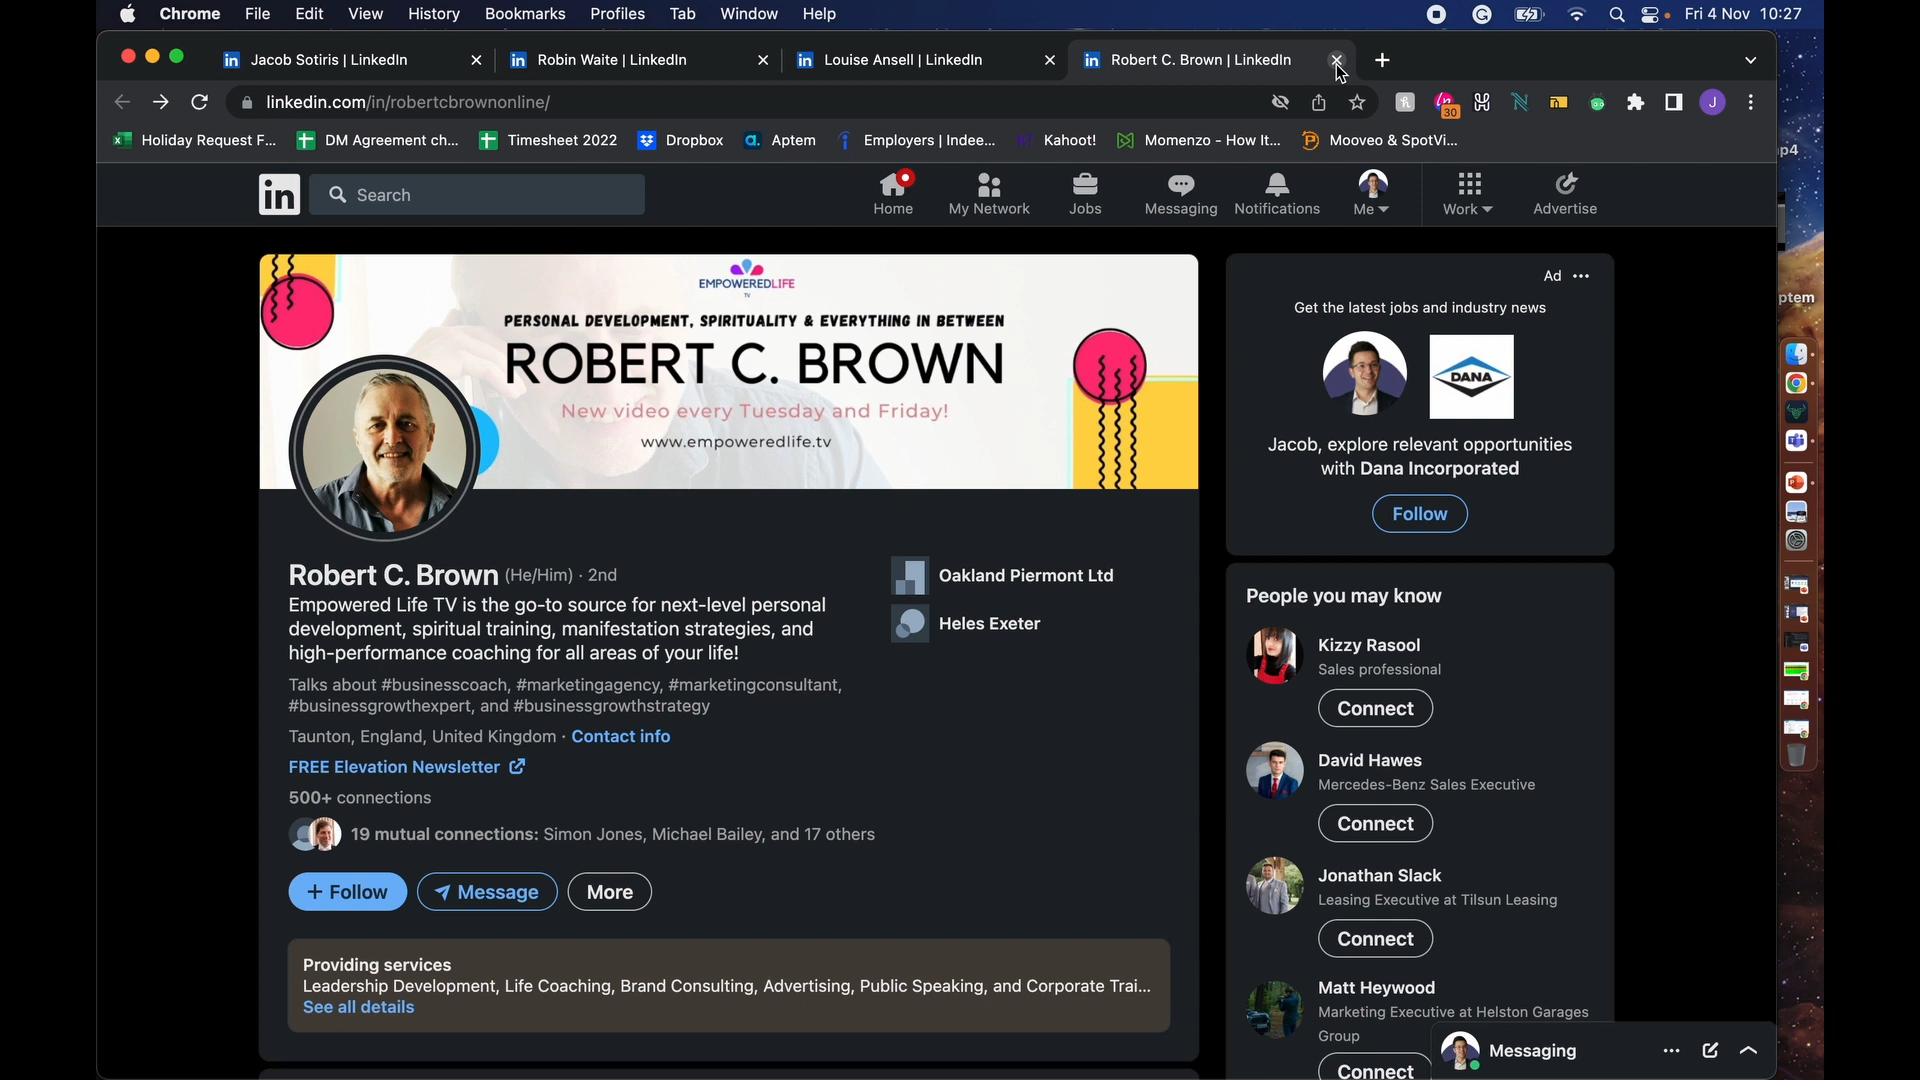 Chrome File Edit View History Bookmarks Profiles Tab Window Help Fri 4 Nov 10:27
Jacob Sotiris | LinkedIn Robin Waite | LinkedIn Louise Ansell | LinkedIn Robert C. Brown | LinkedIn
linkedin.com/in/robertcbrownonline/ 30 J
Holiday Request F... DM Agreement ch... Timesheet 2022 Dropbox Aptem Employers | Indee... Kahoot! Momenzo - How It... Mooveo & SpotVi...
Search Home My Network Jobs Messaging Notifications Me Work Advertise
EMPOWEREDLIFE
TV
PERSONAL DEVELOPMENT, SPIRITUALITY & EVERYTHING IN BETWEEN
ROBERT C. BROWN
New video every Tuesday and Friday!
www.empoweredlife.tv
Robert C. Brown (He/Him) · 2nd
Empowered Life TV is the go-to source for next-level personal
development, spiritual training, manifestation strategies, and
high-performance coaching for all areas of your life!
Talks about #businesscoach, #marketingagency, #marketingconsultant,
#businessgrowthexpert, and #businessgrowthstrategy
Taunton, England, United Kingdom · Contact info
FREE Elevation Newsletter
500+ connections
19 mutual connections: Simon Jones, Michael Bailey, and 17 others
+ Follow Message More
Oakland Piermont Ltd
Heles Exeter
Providing services
Leadership Development, Life Coaching, Brand Consulting, Advertising, Public Speaking, and Corporate Trai...
See all details
Ad
Get the latest jobs and industry news
DANA
Jacob, explore relevant opportunities
with Dana Incorporated
Follow
People you may know
Kizzy Rasool
Sales professional
Connect
David Hawes
Mercedes-Benz Sales Executive
Connect
Jonathan Slack
Leasing Executive at Tilsun Leasing
Connect
Matt Heywood
Marketing Executive at Helston Garages
Group
Connect
Messaging
p4
ptem